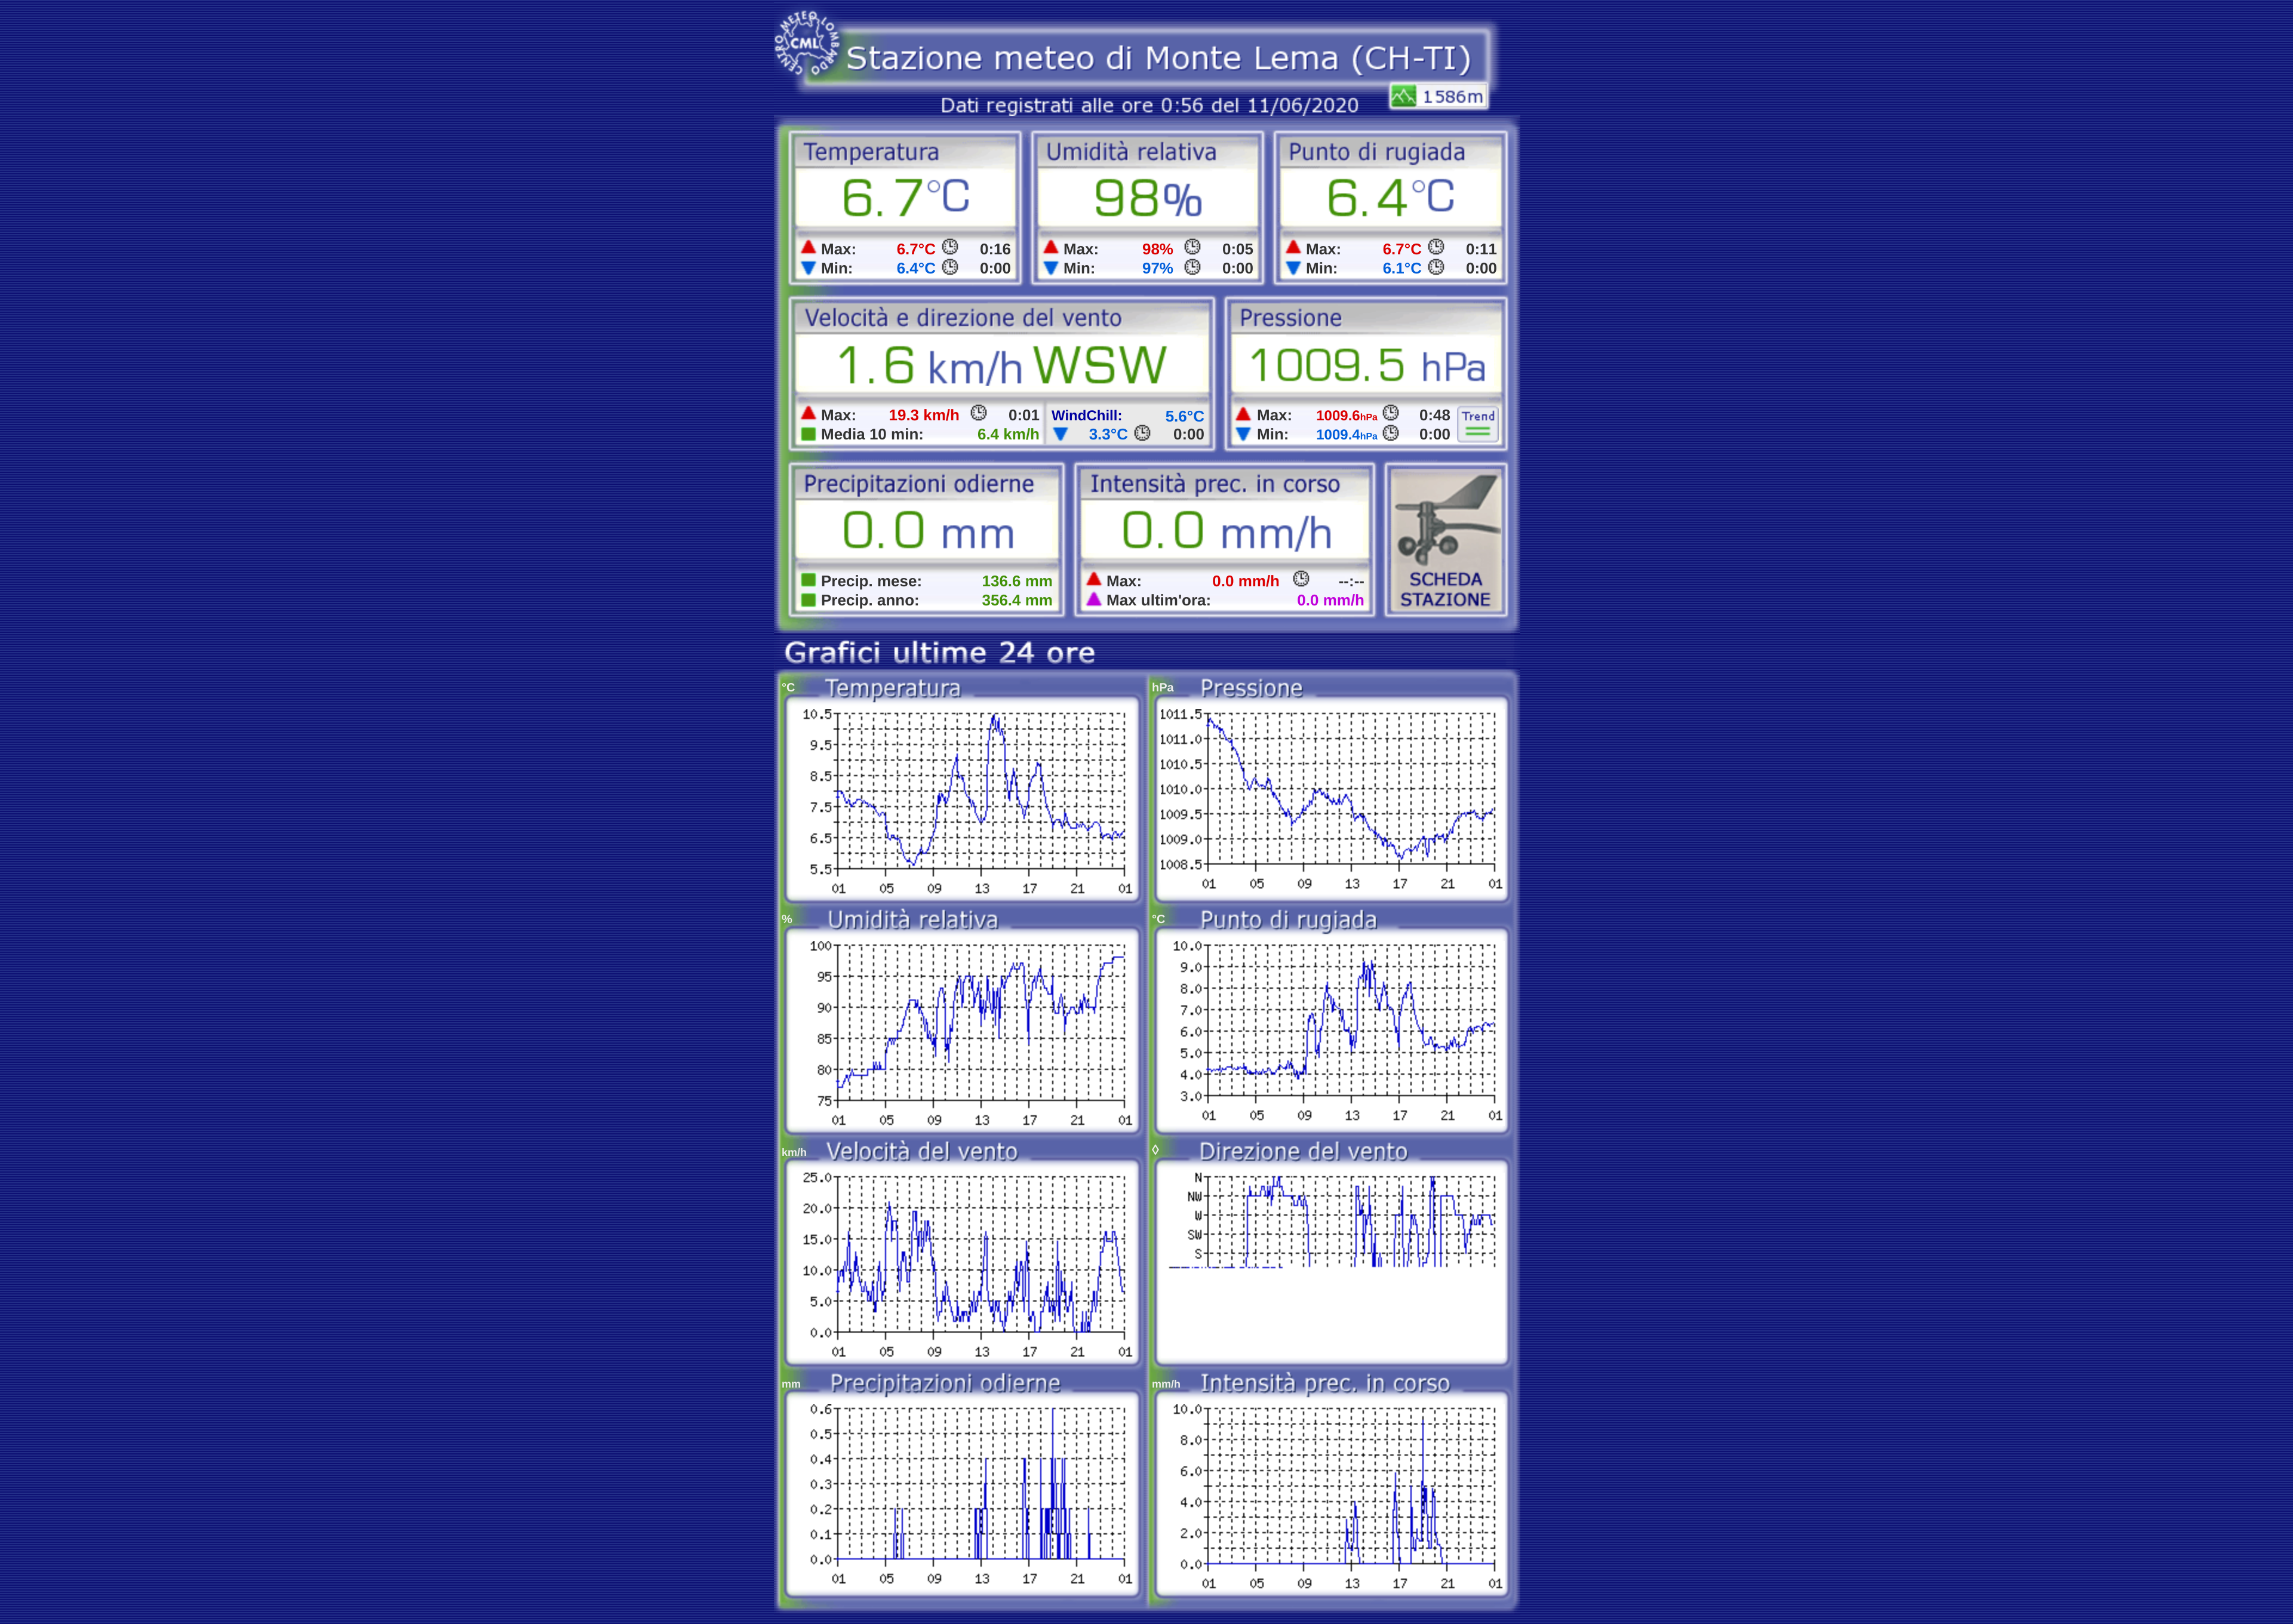 CENTRO METEO LOMBARDO
CML
Stazione meteo di Monte Lema (CH-TI)
1586m
Dati registrati alle ore 0:56 del 11/06/2020
Temperatura
6.7°C
Max: 6.7°C 0:16
Min: 6.4°C 0:00
Umidità relativa
98%
Max: 98% 0:05
Min: 97% 0:00
Punto di rugiada
6.4°C
Max: 6.7°C 0:11
Min: 6.1°C 0:00
Velocità e direzione del vento
1.6 km/h WSW
Max: 19.3 km/h 0:01
Media 10 min: 6.4 km/h
WindChill: 5.6°C
3.3°C 0:00
Pressione
1009.5 hPa
Max: 1009.6hPa 0:48
Min: 1009.4hPa 0:00
Trend
Precipitazioni odierne
0.0 mm
Precip. mese: 136.6 mm
Precip. anno: 356.4 mm
Intensità prec. in corso
0.0 mm/h
Max: 0.0 mm/h --:--
Max ultim'ora: 0.0 mm/h
SCHEDA
STAZIONE
Grafici ultime 24 ore
°C Temperatura
10.5
9.5
8.5
7.5
6.5
5.5
01 05 09 13 17 21 01
hPa Pressione
1011.5
1011.0
1010.5
1010.0
1009.5
1009.0
1008.5
01 05 09 13 17 21 01
% Umidità relativa
100
95
90
85
80
75
01 05 09 13 17 21 01
°C Punto di rugiada
10.0
9.0
8.0
7.0
6.0
5.0
4.0
3.0
01 05 09 13 17 21 01
km/h Velocità del vento
25.0
20.0
15.0
10.0
5.0
0.0
01 05 09 13 17 21 01
◊ Direzione del vento
N
NW
W
SW
S
mm Precipitazioni odierne
0.6
0.5
0.4
0.3
0.2
0.1
0.0
01 05 09 13 17 21 01
mm/h Intensità prec. in corso
10.0
8.0
6.0
4.0
2.0
0.0
01 05 09 13 17 21 01